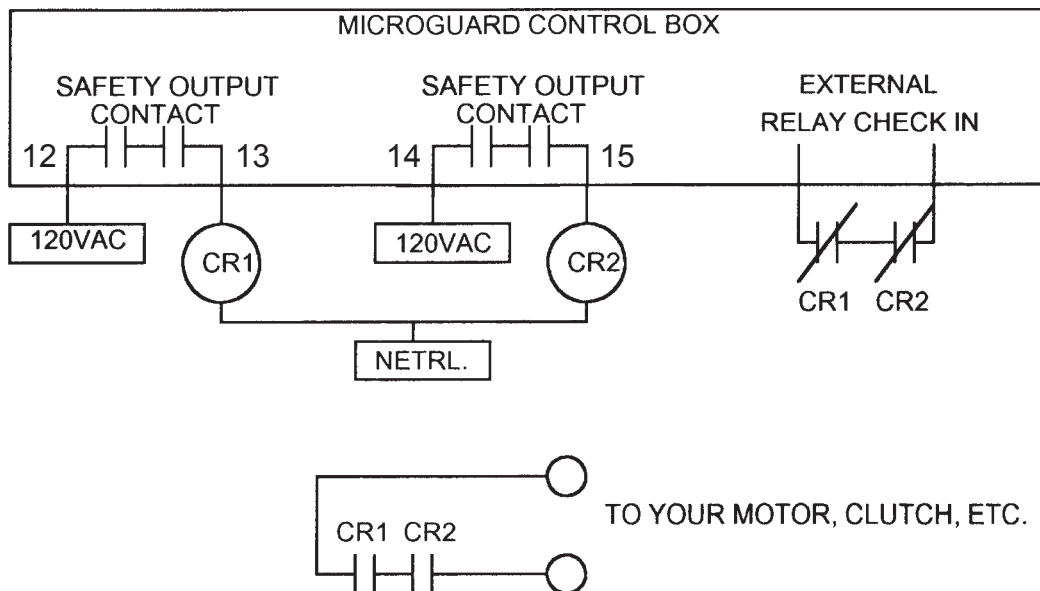 MICROGUARD CONTROL BOX
SAFETY OUTPUT
CONTACT
SAFETY OUTPUT
CONTACT
EXTERNAL
RELAY CHECK IN
12
13
14
15
120VAC
CR1
120VAC
CR2
CR1
CR2
NETRL.
TO YOUR MOTOR, CLUTCH, ETC.
CR1
CR2